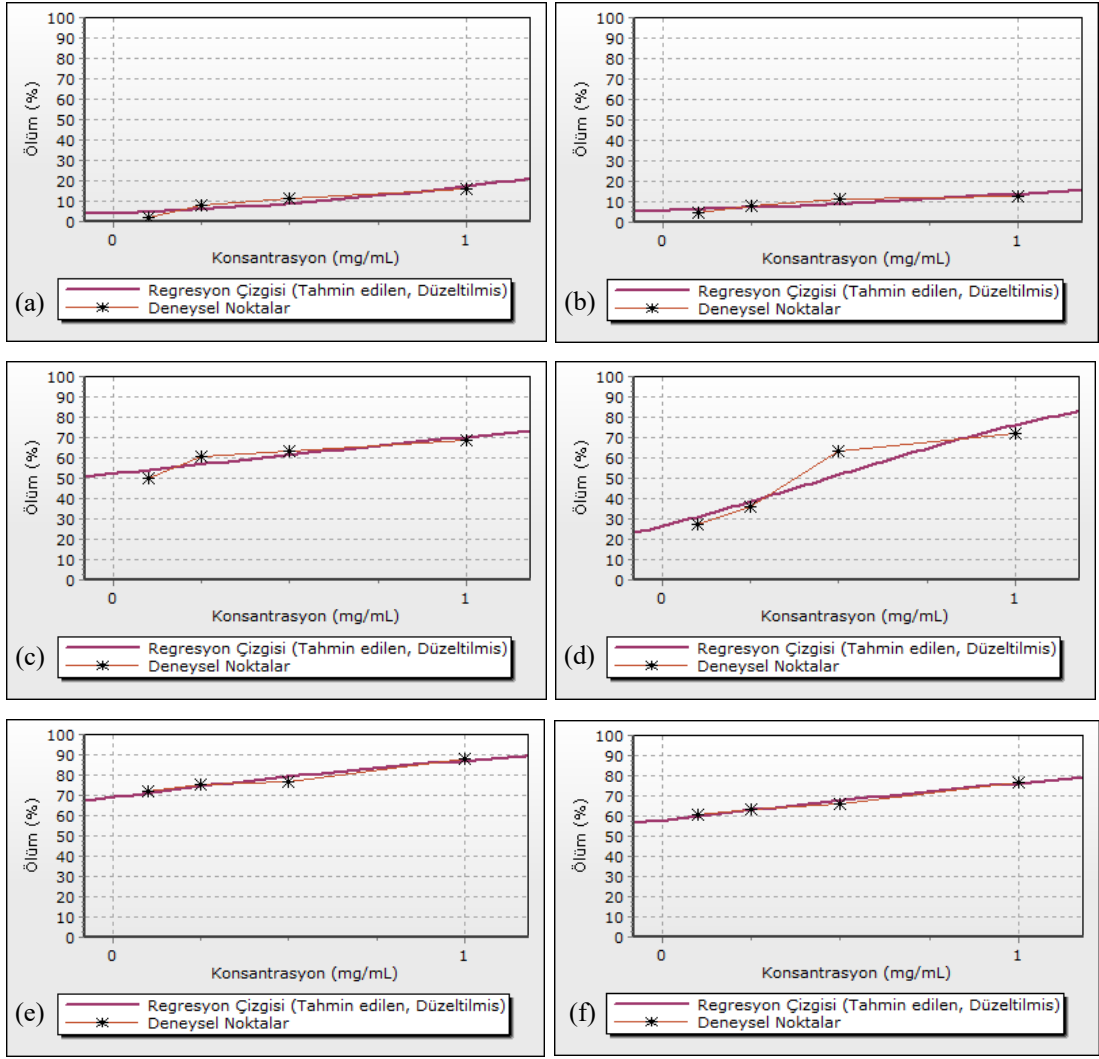 100
90
80
70
60
50
40
30
20
10
0
Ölüm (%)
0 1
Konsantrasyon (mg/mL)
Regresyon Çizgisi (Tahmin edilen, Düzeltilmis)
Deneysel Noktalar
(a)
100
90
80
70
60
50
40
30
20
10
0
Ölüm (%)
0 1
Konsantrasyon (mg/mL)
Regresyon Çizgisi (Tahmin edilen, Düzeltilmis)
Deneysel Noktalar
(b)
100
90
80
70
60
50
40
30
20
10
0
Ölüm (%)
0 1
Konsantrasyon (mg/mL)
Regresyon Çizgisi (Tahmin edilen, Düzeltilmis)
Deneysel Noktalar
(c)
100
90
80
70
60
50
40
30
20
10
0
Ölüm (%)
0 1
Konsantrasyon (mg/mL)
Regresyon Çizgisi (Tahmin edilen, Düzeltilmis)
Deneysel Noktalar
(d)
100
90
80
70
60
50
40
30
20
10
0
Ölüm (%)
0 1
Konsantrasyon (mg/mL)
Regresyon Çizgisi (Tahmin edilen, Düzeltilmis)
Deneysel Noktalar
(e)
100
90
80
70
60
50
40
30
20
10
0
Ölüm (%)
0 1
Konsantrasyon (mg/mL)
Regresyon Çizgisi (Tahmin edilen, Düzeltilmis)
Deneysel Noktalar
(f)